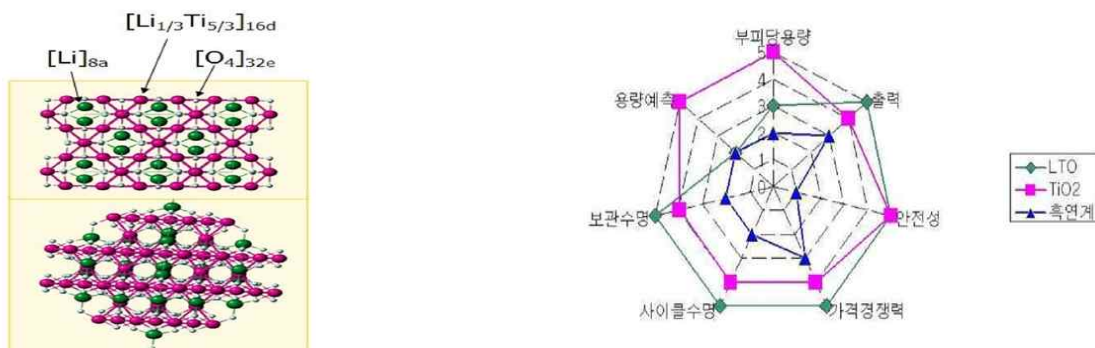 [Li1/3Ti5/3]16d
[Li]8a
[O4]32e
부피당용량
5
4
3
2
1
0
출력
안전성
가격경쟁력
사이클수명
보관수명
용량예측
LTO
TiO2
흑연계